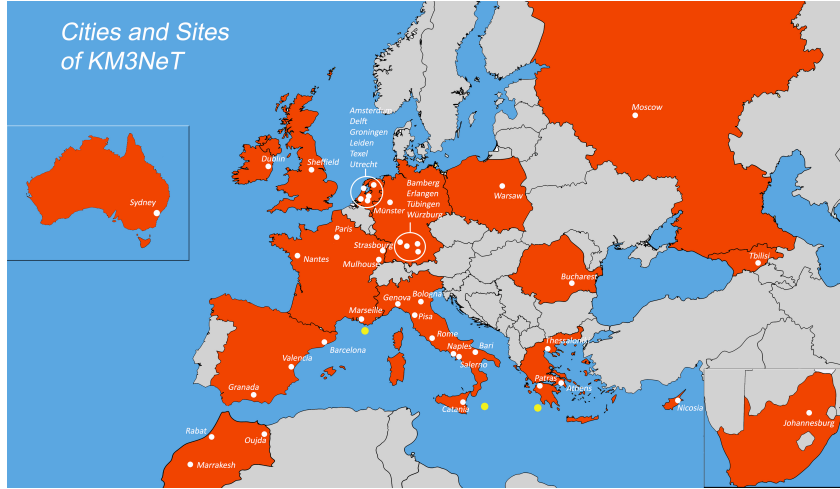 Cities and Sites
of KM3NeT
Moscow
Amsterdam
Delft
Groningen
Leiden
Texel
Utrecht
Dublin
Sheffield
Bamberg
Erlangen
Tübingen
Würzburg
Warsaw
Sydney
Münster
Paris
Strasbourg
Nantes
Mulhouse
Tbilisi
Bucharest
Genova
Bologna
Marseille
Pisa
Rome
Thessaloniki
Barcelona
Naples
Bari
Valencia
Salerno
Granada
Patras
Athens
Catania
Nicosia
Johannesburg
Rabat
Oujda
Marrakesh